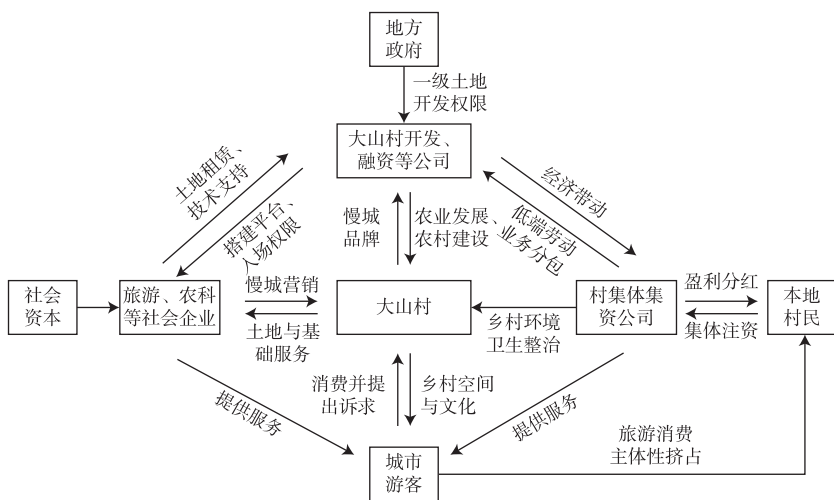 地方
政府
一级土地
开发权限
大山村开发、
融资等公司
土地租赁、
技术支持
搭建平台、
入场权限
慢城
品牌
农业发展、
农村建设
经济带动
低端劳动
业务分包
社会
资本
旅游、农科
等社会企业
慢城营销
土地与基
础服务
大山村
乡村环境
卫生整治
村集体集
资公司
盈利分红
集体注资
本地
村民
提供服务
消费并提
出诉求
乡村空间
与文化
提供服务
城市
游客
旅游消费
主体性挤占